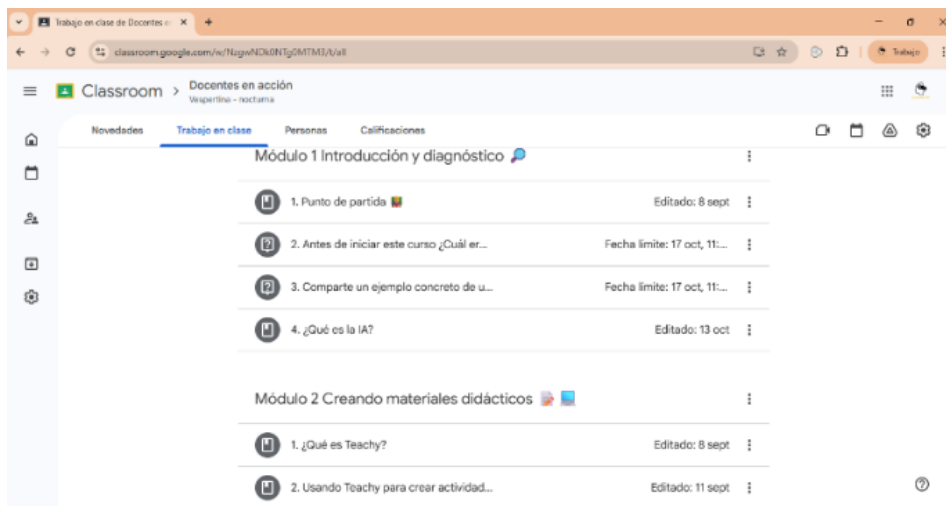 Trabajo en clase de Docentes e
classroom.google.com/w/NzgwNDk0NTg0MTM3/t/all
Trabajo
Classroom > Docentes en acción
Vespertina - nocturna
Novedades Trabajo en clase Personas Calificaciones
Módulo 1 Introducción y diagnóstico
1. Punto de partida Editado: 8 sept
2. Antes de iniciar este curso ¿Cuál er... Fecha límite: 17 oct, 11:...
3. Comparte un ejemplo concreto de u... Fecha límite: 17 oct, 11:...
4. ¿Qué es la IA? Editado: 13 oct
Módulo 2 Creando materiales didácticos
1. ¿Qué es Teachy? Editado: 8 sept
2. Usando Teachy para crear actividad... Editado: 11 sept